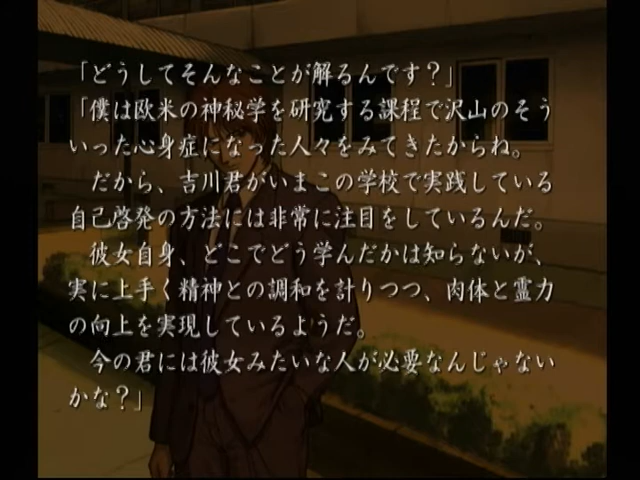 「どうしてそんなことが解るんです？」
「僕は欧米の神秘学を研究する課程で沢山のそう
いった心身症になった人々をみてきたからね。
　だから、吉川君がいまこの学校で実践している
自己啓発の方法には非常に注目をしているんだ。
　彼女自身、どこでどう学んだかは知らないが、
実に上手く精神との調和を計りつつ、肉体と霊力
の向上を実現しているようだ。
　今の君には彼女みたいな人が必要なんじゃない
かな？」